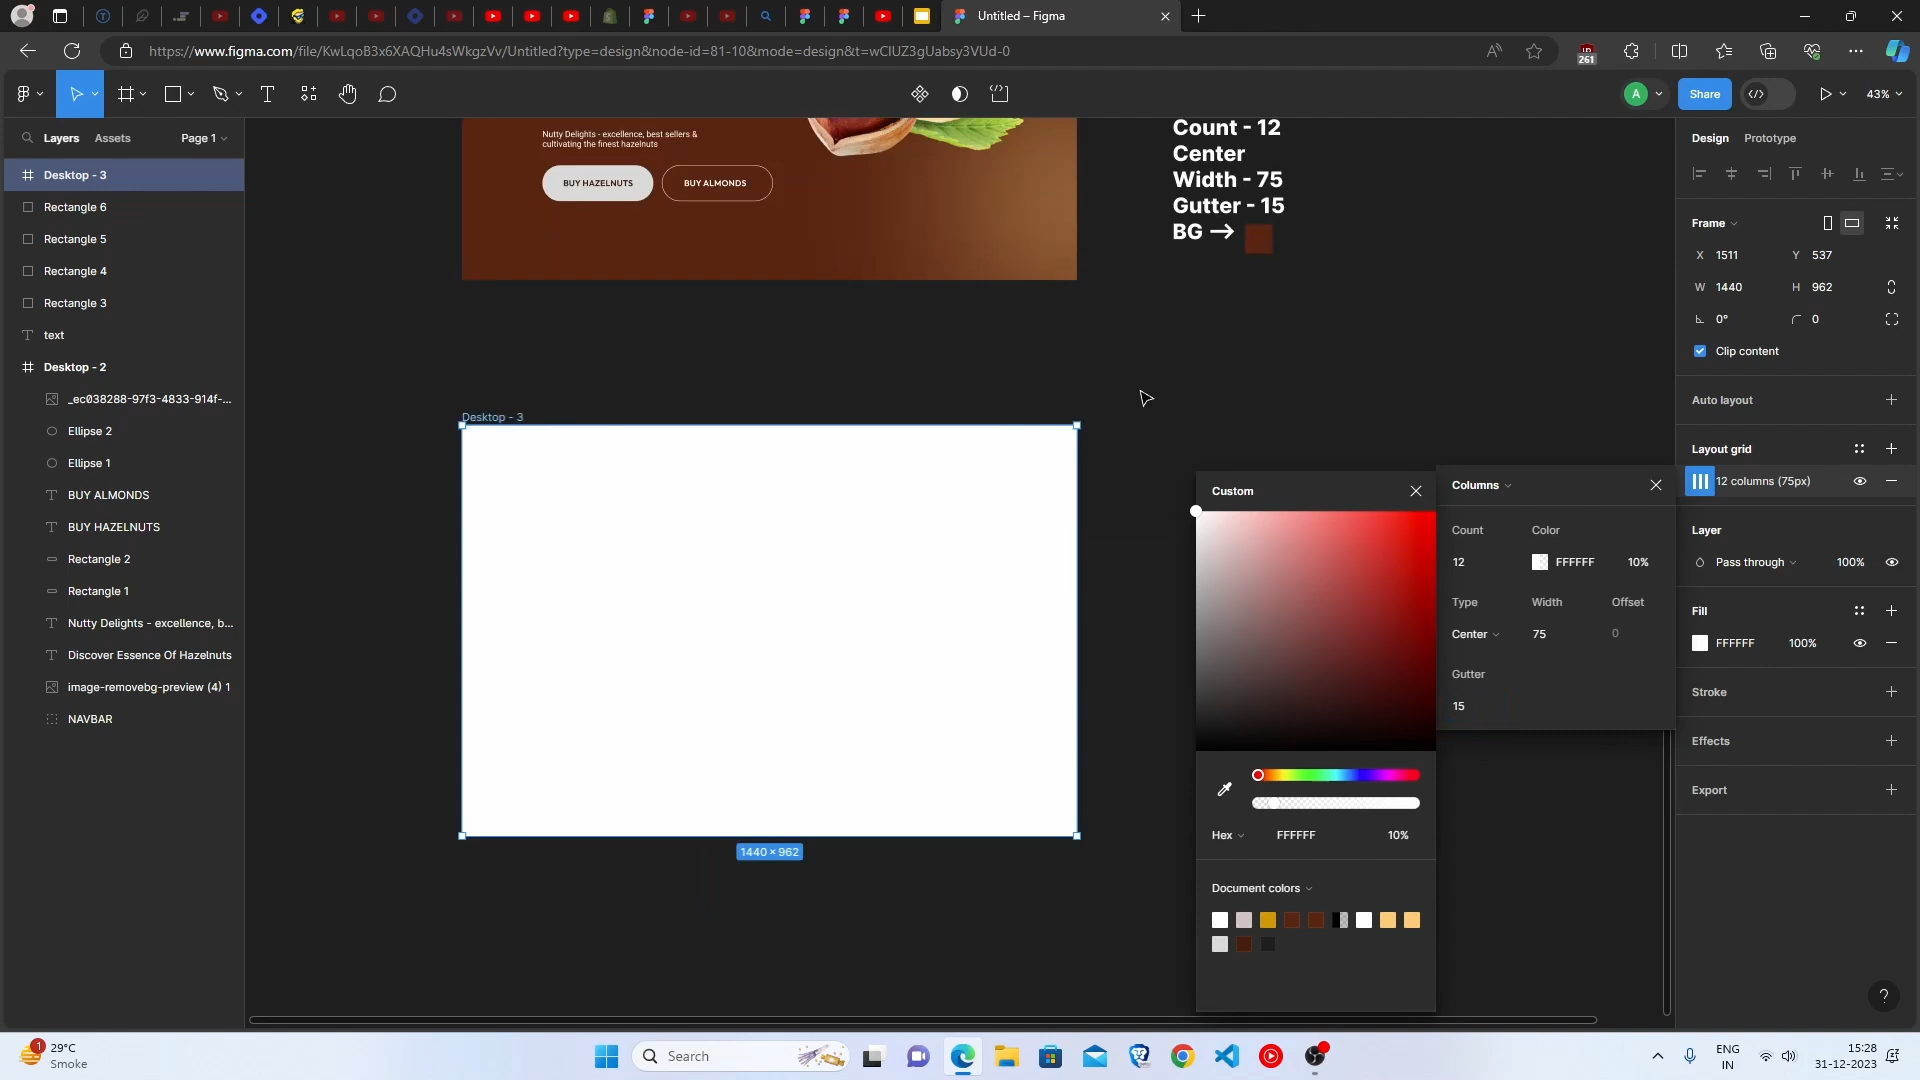 Untitled – Figma
https://www.figma.com/file/KwLqoB3x6XAQHu4sWkgzVv/Untitled?type=design&node-id=81-10&mode=design&t=wCIUZ3gUabsy3VUd-0
261
A
Share
43%
Layers
Assets
Page 1
Desktop - 3
Rectangle 6
Rectangle 5
Rectangle 4
Rectangle 3
text
Desktop - 2
_ec038288-97f3-4833-914f-...
Ellipse 2
Ellipse 1
BUY ALMONDS
BUY HAZELNUTS
Rectangle 2
Rectangle 1
Nutty Delights - excellence, b...
Discover Essence Of Hazelnuts
image-removebg-preview (4) 1
NAVBAR
Nutty Delights - excellence, best sellers &
cultivating the finest hazelnuts
BUY HAZELNUTS
BUY ALMONDS
Count - 12
Center
Width - 75
Gutter - 15
BG →
Desktop - 3
1440 × 962
Custom
Hex
FFFFFF
10%
Document colors
Columns
Count
Color
12
FFFFFF
10%
Type
Width
Offset
Center
75
0
Gutter
15
Design
Prototype
Frame
X 1511
Y 537
W 1440
H 962
0°
0
Clip content
Auto layout
Layout grid
12 columns (75px)
Layer
Pass through
100%
Fill
FFFFFF
100%
Stroke
Effects
Export
?
1
29°C
Smoke
Search
ENG
IN
15:28
31-12-2023